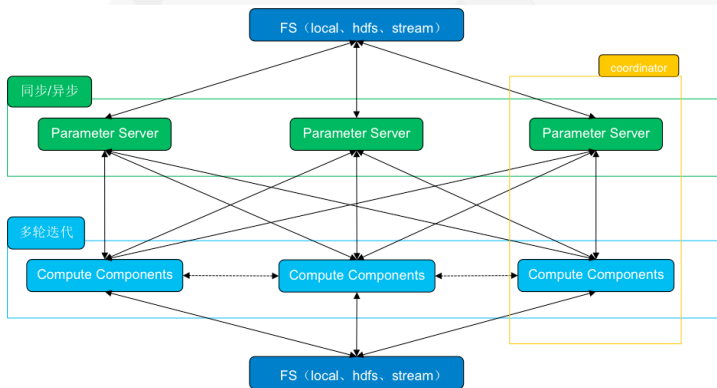 FS（local、hdfs、stream）
coordinator
同步/异步
Parameter Server
Parameter Server
Parameter Server
多轮迭代
Compute Components
Compute Components
Compute Components
FS（local、hdfs、stream）